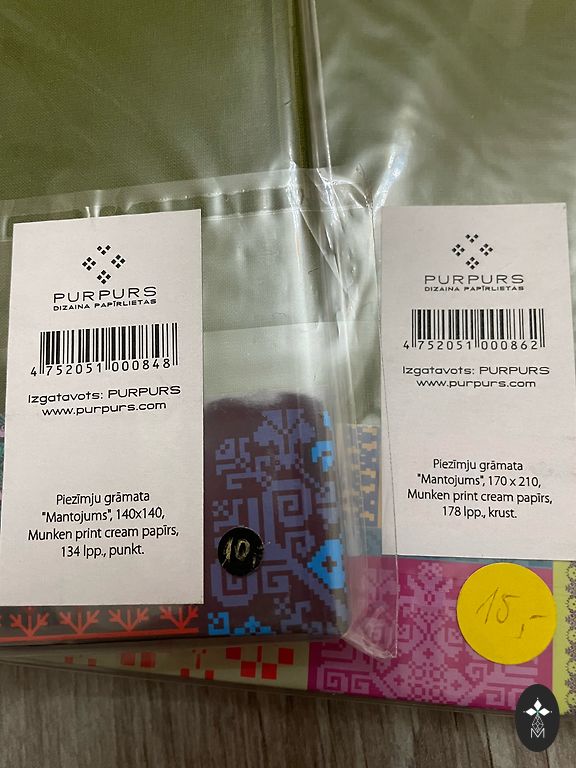 PURPURS
DIZAINA PAPĪRLIETAS
4 752051 000848
Izgatavots: PURPURS
www.purpurs.com
Piezīmju grāmata
"Mantojums", 140x140,
Munken print cream papīrs,
134 lpp., punkt.
10,-
PURPURS
DIZAINA PAPĪRLIETAS
4 752051 000862
Izgatavots: PURPURS
www.purpurs.com
Piezīmju grāmata
"Mantojums", 170 x 210,
Munken print cream papīrs,
178 lpp., krust.
15,-
M